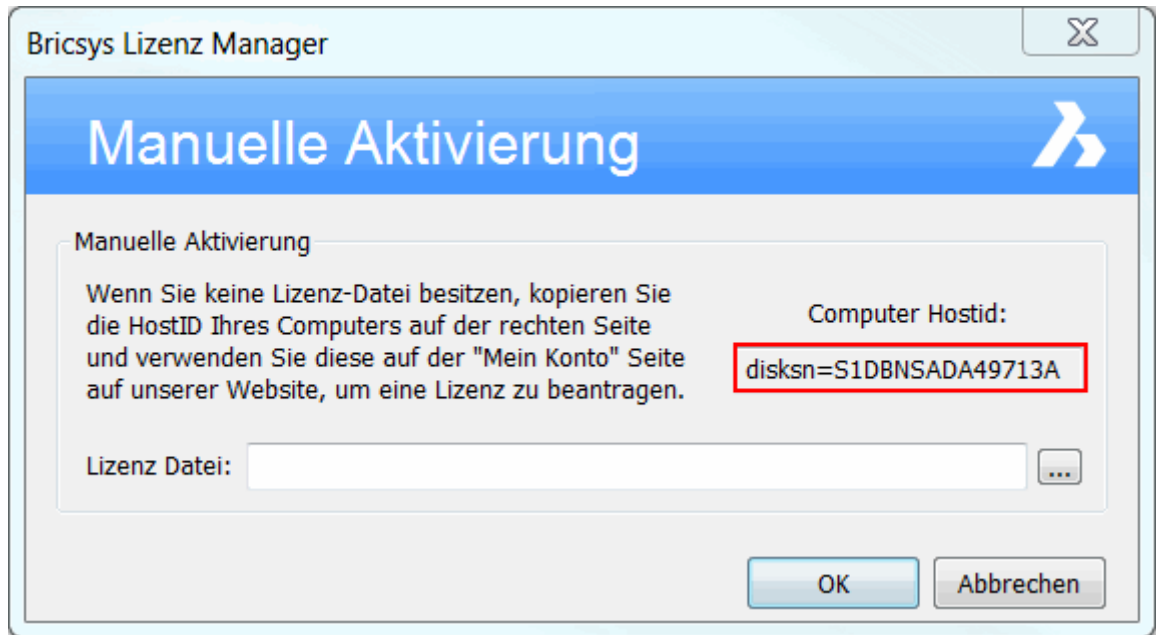 Bricsys Lizenz Manager
Manuelle Aktivierung
Manuelle Aktivierung
Wenn Sie keine Lizenz-Datei besitzen, kopieren Sie
die HostID Ihres Computers auf der rechten Seite
und verwenden Sie diese auf der "Mein Konto" Seite
auf unserer Website, um eine Lizenz zu beantragen.
Computer Hostid:
disksn=S1DBNSADA49713A
Lizenz Datei:
...
OK
Abbrechen